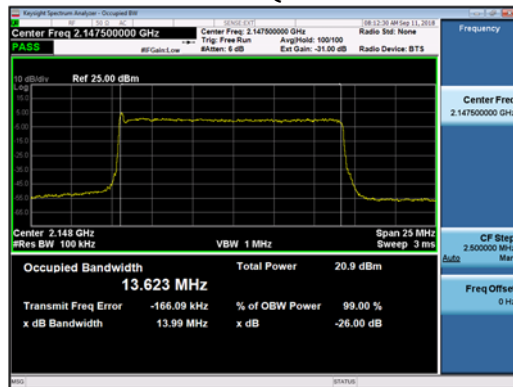 Keysight Spectrum Analyzer - Occupied BW
RF 50 Ω AC SENSE:EXT 08:12:30 AM Sep 11, 2018
Center Freq 2.147500000 GHz Center Freq: 2.147500000 GHz Radio Std: None
Trig: Free Run Avg|Hold: 100/100
PASS #IFGain:Low #Atten: 6 dB Ext Gain: -31.00 dB Radio Device: BTS
10 dB/div Ref 25.00 dBm
Log
15.0
5.00
-5.00
-15.0
-25.0
-35.0
-45.0
-55.0
-65.0
Center 2.148 GHz Span 25 MHz
#Res BW 100 kHz VBW 1 MHz Sweep 3 ms
Occupied Bandwidth Total Power 20.9 dBm
13.623 MHz
Transmit Freq Error -166.09 kHz % of OBW Power 99.00 %
x dB Bandwidth 13.99 MHz x dB -26.00 dB
MSG STATUS
Frequency
Center Freq
2.147500000 GHz
CF Step
2.500000 MHz
Auto Man
Freq Offset
0 Hz